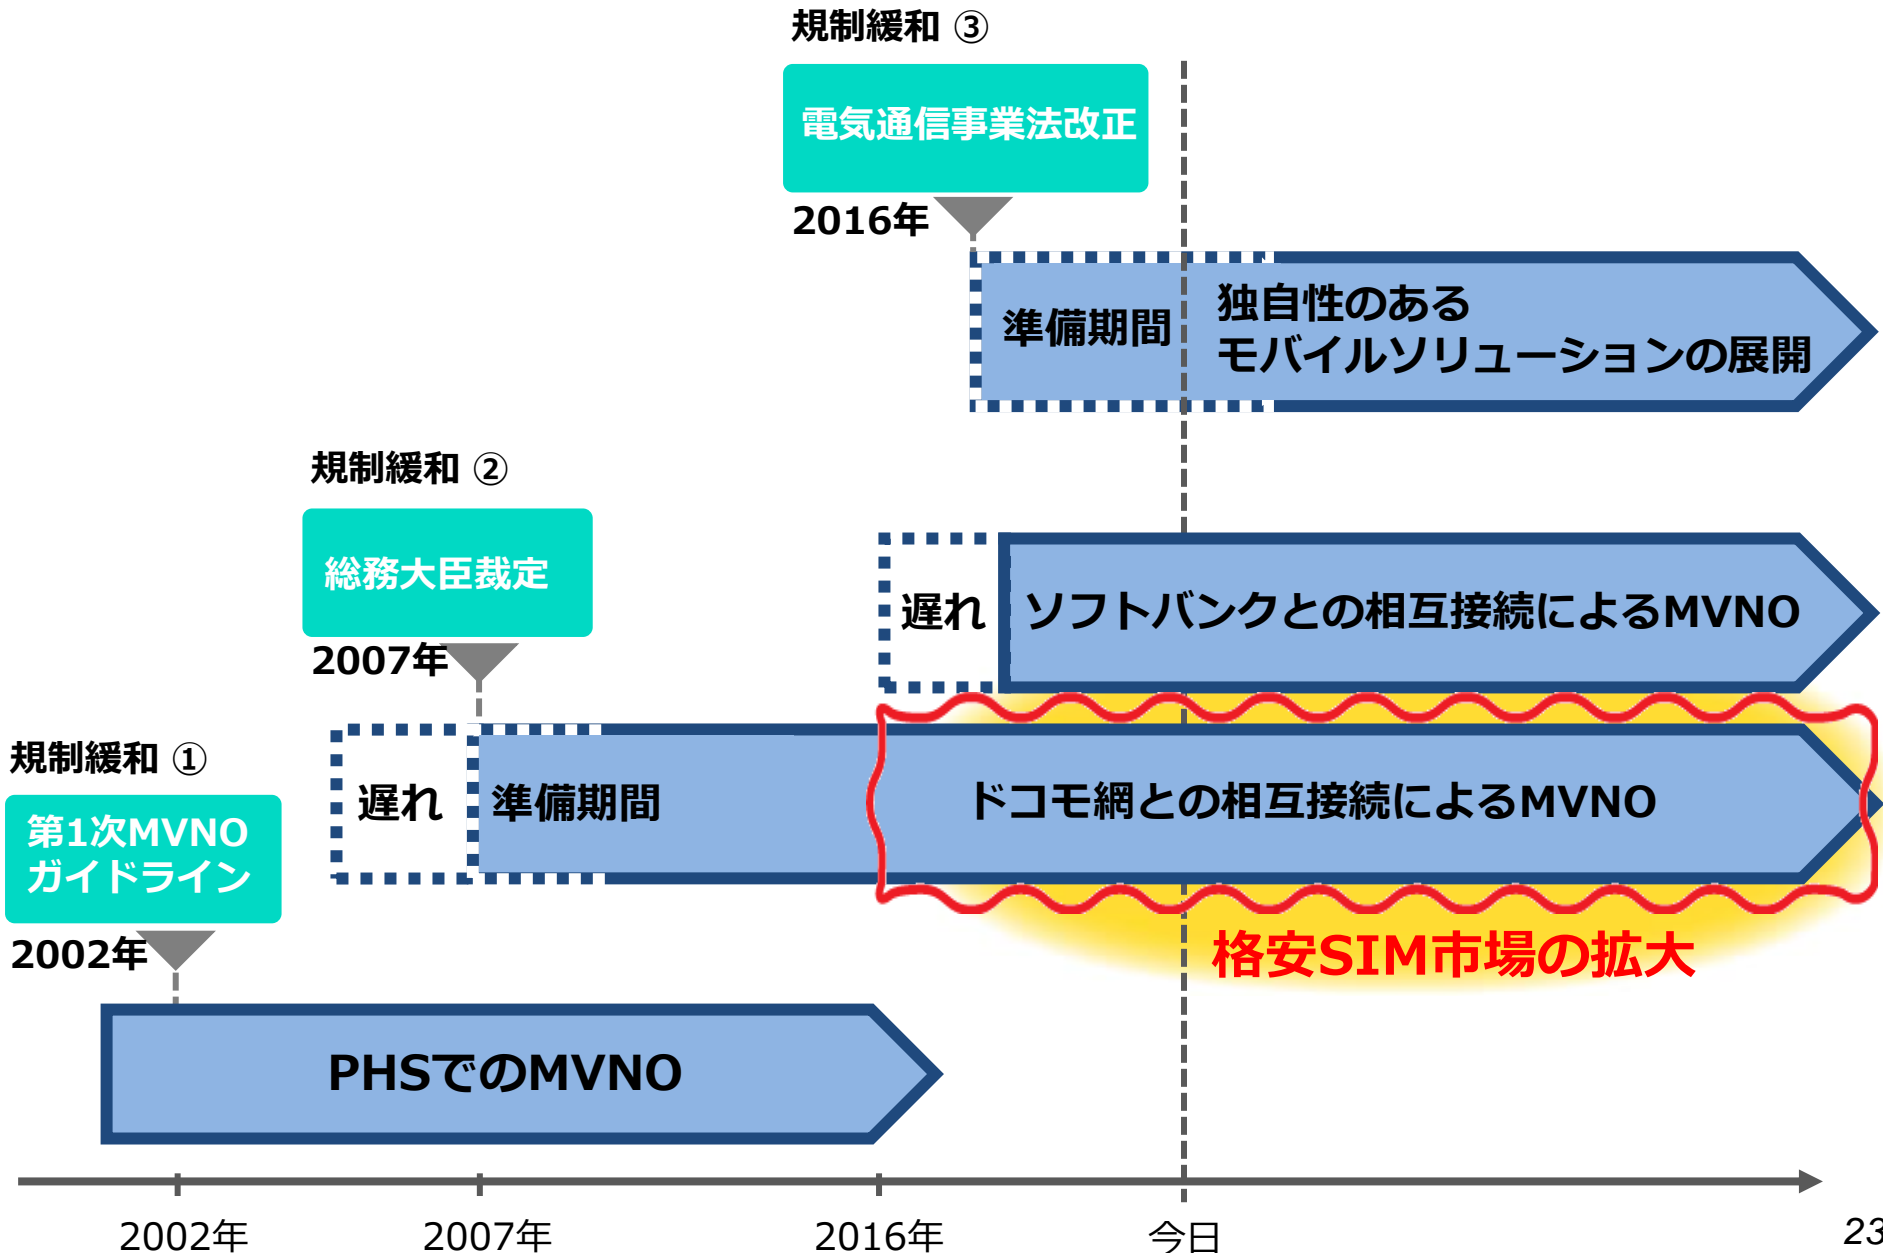 規制緩和 ③
電気通信事業法改正
2016年
準備期間
独自性のある
モバイルソリューションの展開
規制緩和 ②
総務大臣裁定
2007年
遅れ
ソフトバンクとの相互接続によるMVNO
規制緩和 ①
第1次MVNO
ガイドライン
2002年
遅れ
準備期間
ドコモ網との相互接続によるMVNO
格安SIM市場の拡大
PHSでのMVNO
2002年
2007年
2016年
今日
23